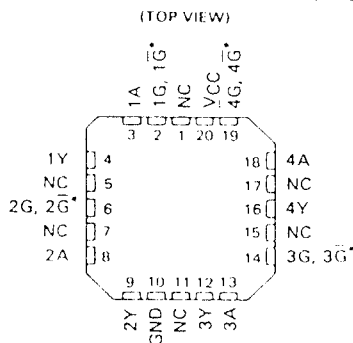 (TOP VIEW)
1A
1G, 1G̅*
NC
VCC
4G, 4G̅*
3 2 1 20 19
1Y 4
NC 5
2G, 2G̅* 6
NC 7
2A 8
18 4A
17 NC
16 4Y
15 NC
14 3G, 3G̅*
9 10 11 12 13
2Y
GND
NC
3Y
3A